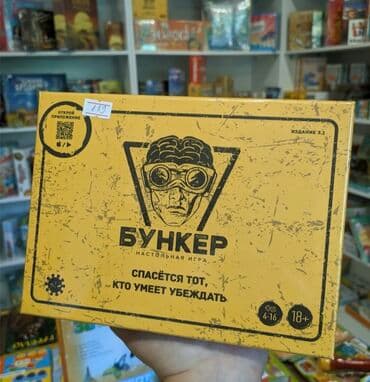 ОТКРОЙ
ПРИЛОЖЕНИЕ
ИЗДАНИЕ 3.2
БУНКЕР
НАСТОЛЬНАЯ ИГРА
СПАСЁТСЯ ТОТ,
КТО УМЕЕТ УБЕЖДАТЬ
4-16
18+